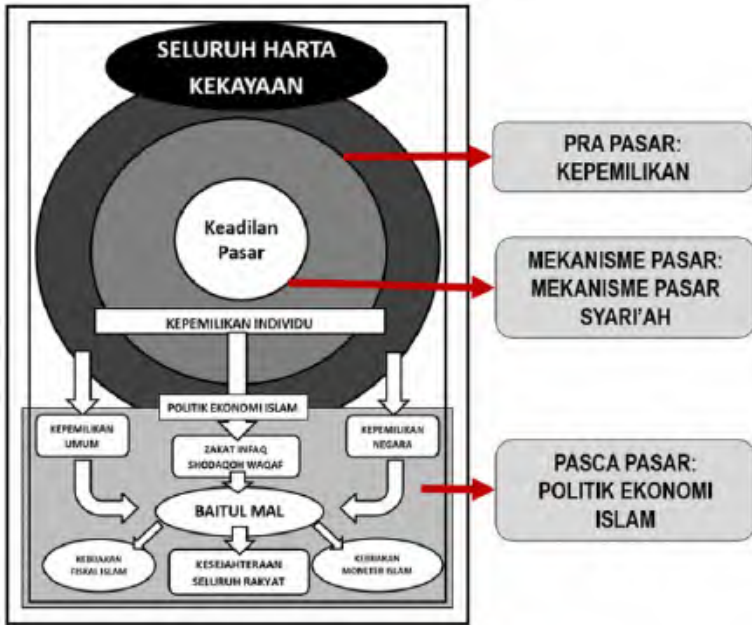 SELURUH HARTA
KEKAYAAN
Keadilan
Pasar
KEPEMILIKAN INDIVIDU
POLITIK EKONOMI ISLAM
KEPEMILIKAN
UMUM
ZAKAT INFAQ
SHODAQOH WAQAF
KEPEMILIKAN
NEGARA
BAITUL MAL
KEBIJAKAN
FISKAL ISLAM
KESEJAHTERAAN
SELURUH RAKYAT
KEBIJAKAN
MONETER ISLAM
PRA PASAR:
KEPEMILIKAN
MEKANISME PASAR:
MEKANISME PASAR
SYARI'AH
PASCA PASAR:
POLITIK EKONOMI
ISLAM